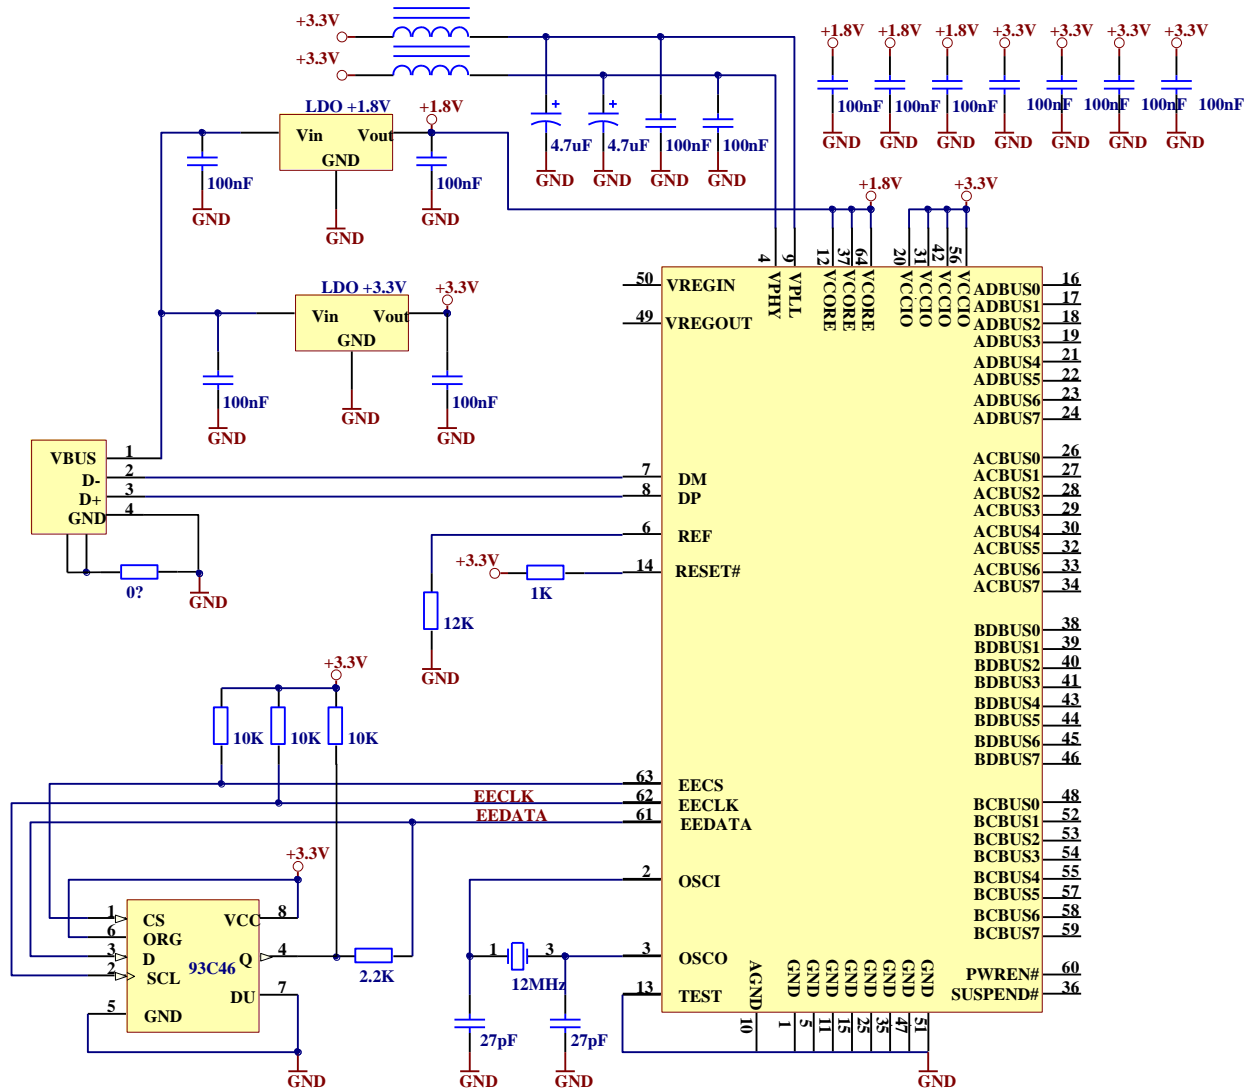 +3.3V
+3.3V
4.7uF 4.7uF 100nF 100nF
GND GND GND GND
+1.8V +1.8V +1.8V +3.3V +3.3V +3.3V +3.3V
100nF 100nF 100nF 100nF 100nF 100nF 100nF
GND GND GND GND GND GND GND
LDO +1.8V
+1.8V
Vin Vout
GND
100nF 100nF
GND GND GND
LDO +3.3V
+3.3V
Vin Vout
GND
100nF 100nF
GND GND GND
+1.8V +3.3V
4 VPHY
9 VPLL
12 VCORE
37 VCORE
64 VCORE
20 VCCIO
31 VCCIO
42 VCCIO
56 VCCIO
50 VREGIN
49 VREGOUT
VBUS 1
D- 2
D+ 3
GND 4
0?
GND
7 DM
8 DP
6 REF
12K
GND
+3.3V
1K
14 RESET#
+3.3V
10K 10K 10K
63 EECS
EECLK 62 EECLK
EEDATA 61 EEDATA
2 OSCI
3 OSCO
13 TEST
1 3
12MHz
27pF 27pF
GND GND
+3.3V
93C46
1 CS
6 ORG
3 D
2 SCL
5 GND
VCC 8
Q 4
DU 7
2.2K
GND
ADBUS0 16
ADBUS1 17
ADBUS2 18
ADBUS3 19
ADBUS4 21
ADBUS5 22
ADBUS6 23
ADBUS7 24
ACBUS0 26
ACBUS1 27
ACBUS2 28
ACBUS3 29
ACBUS4 30
ACBUS5 32
ACBUS6 33
ACBUS7 34
BDBUS0 38
BDBUS1 39
BDBUS2 40
BDBUS3 41
BDBUS4 43
BDBUS5 44
BDBUS6 45
BDBUS7 46
BCBUS0 48
BCBUS1 52
BCBUS2 53
BCBUS3 54
BCBUS4 55
BCBUS5 57
BCBUS6 58
BCBUS7 59
PWREN# 60
SUSPEND# 36
AGND 10
GND 1
GND 5
GND 11
GND 15
GND 25
GND 35
GND 47
GND 51
GND